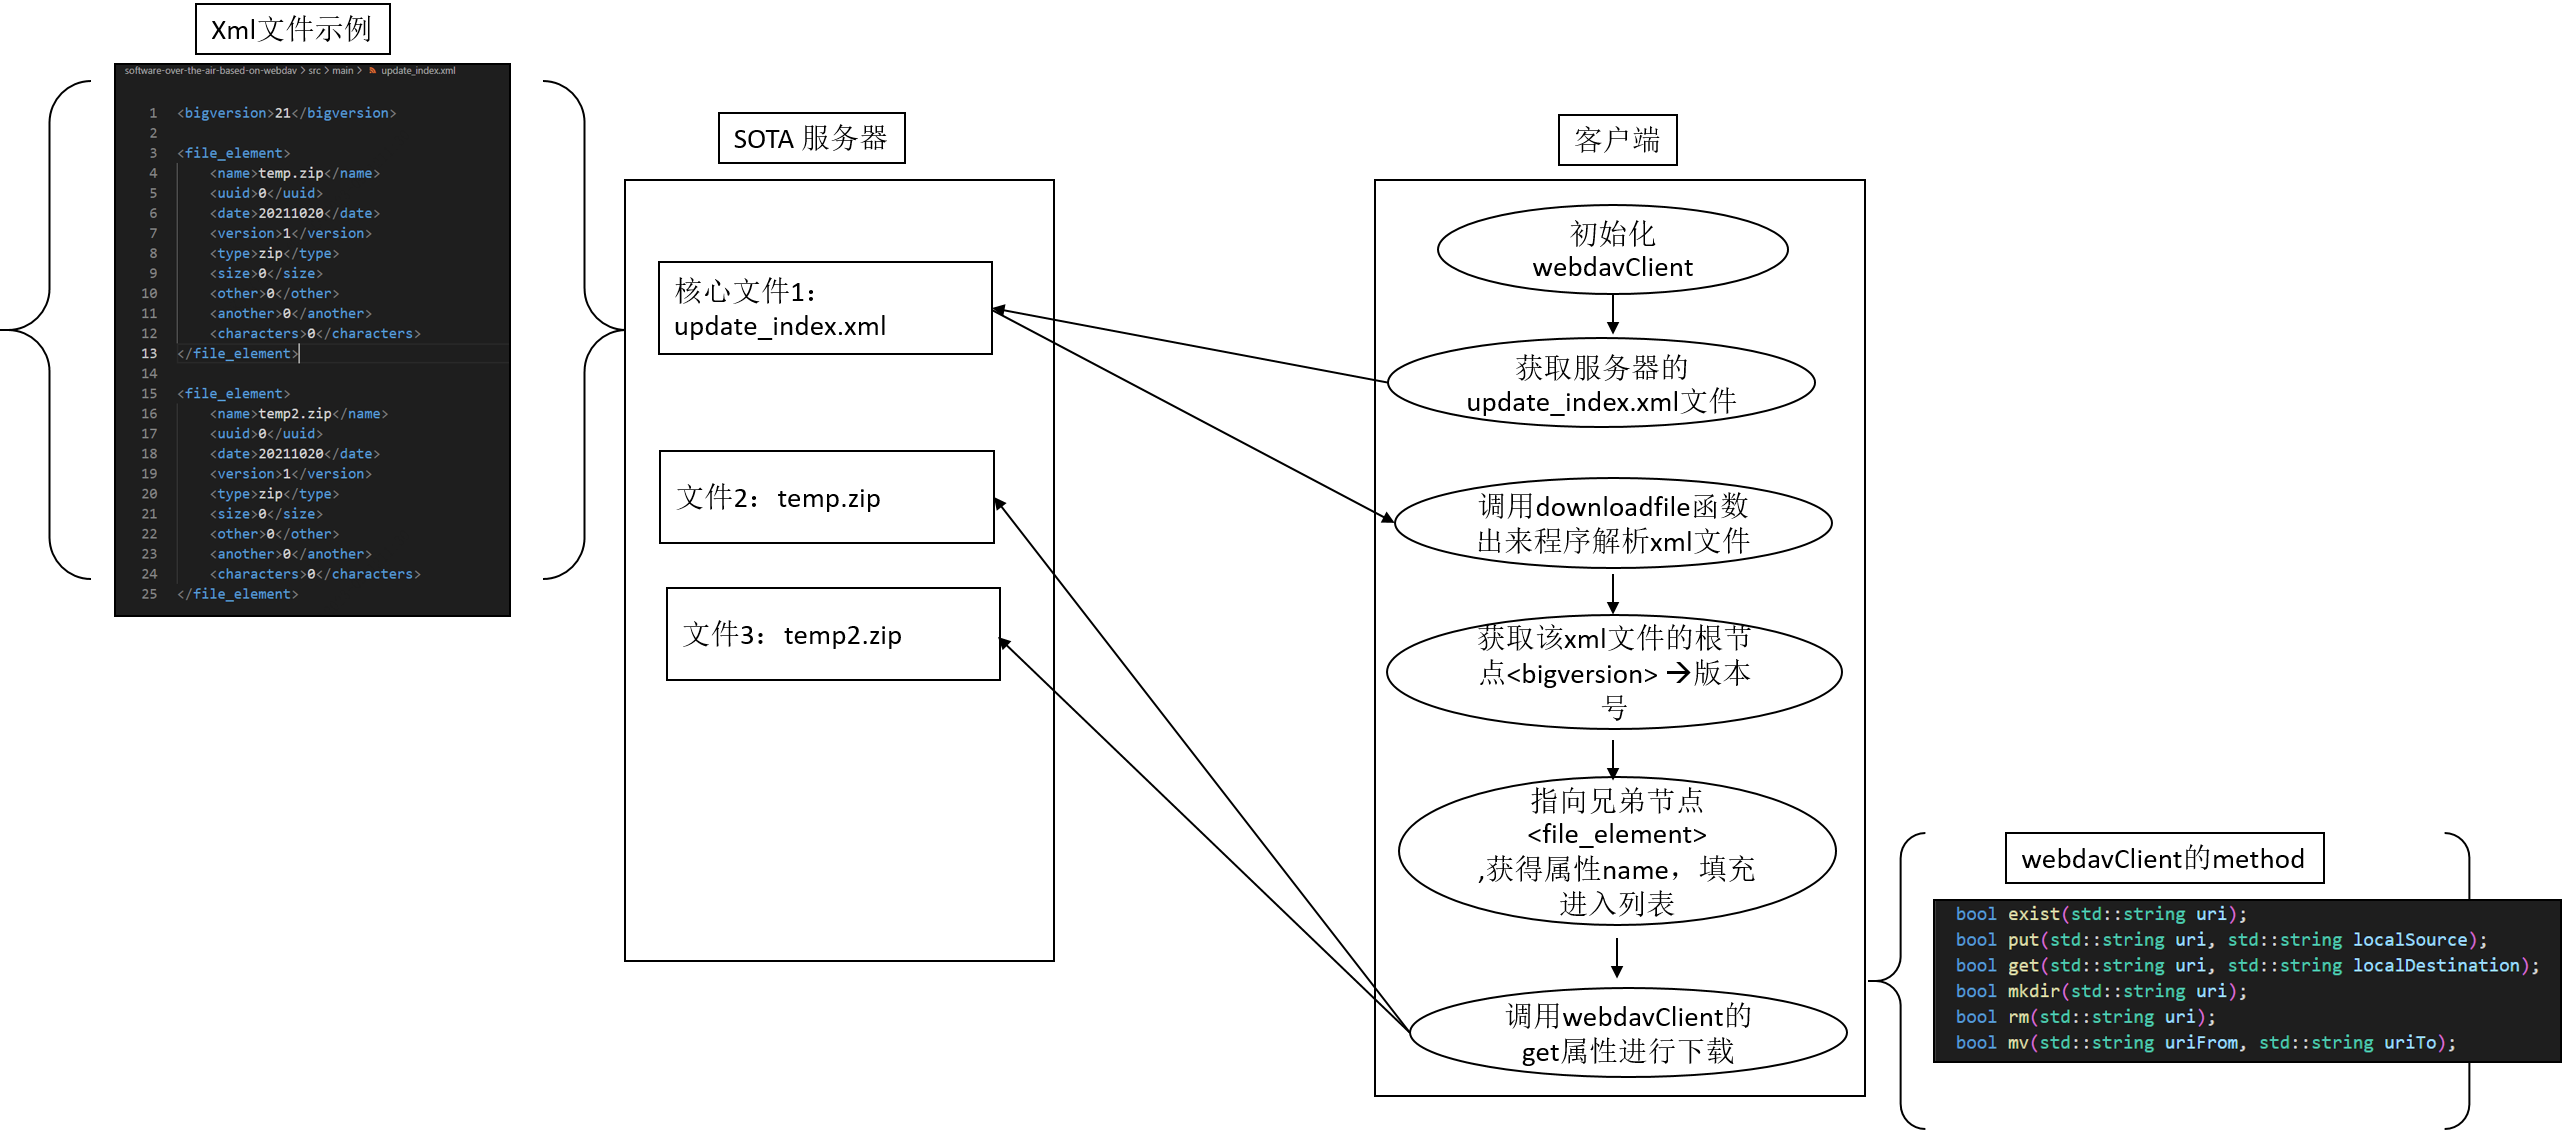 Xml文件示例
software-over-the-air-based-on-webdav > src > main > update_index.xml
1 <bigversion>21</bigversion>
2
3 <file_element>
4 <name>temp.zip</name>
5 <uuid>0</uuid>
6 <date>20211020</date>
7 <version>1</version>
8 <type>zip</type>
9 <size>0</size>
10 <other>0</other>
11 <another>0</another>
12 <characters>0</characters>
13 </file_element>
14
15 <file_element>
16 <name>temp2.zip</name>
17 <uuid>0</uuid>
18 <date>20211020</date>
19 <version>1</version>
20 <type>zip</type>
21 <size>0</size>
22 <other>0</other>
23 <another>0</another>
24 <characters>0</characters>
25 </file_element>
SOTA 服务器
核心文件1：
update_index.xml
文件2：temp.zip
文件3：temp2.zip
客户端
初始化
webdavClient
获取服务器的
update_index.xml文件
调用downloadfile函数
出来程序解析xml文件
获取该xml文件的根节
点<bigversion> →版本
号
指向兄弟节点
<file_element>
,获得属性name，填充
进入列表
调用webdavClient的
get属性进行下载
webdavClient的method
bool exist(std::string uri);
bool put(std::string uri, std::string localSource);
bool get(std::string uri, std::string localDestination);
bool mkdir(std::string uri);
bool rm(std::string uri);
bool mv(std::string uriFrom, std::string uriTo);